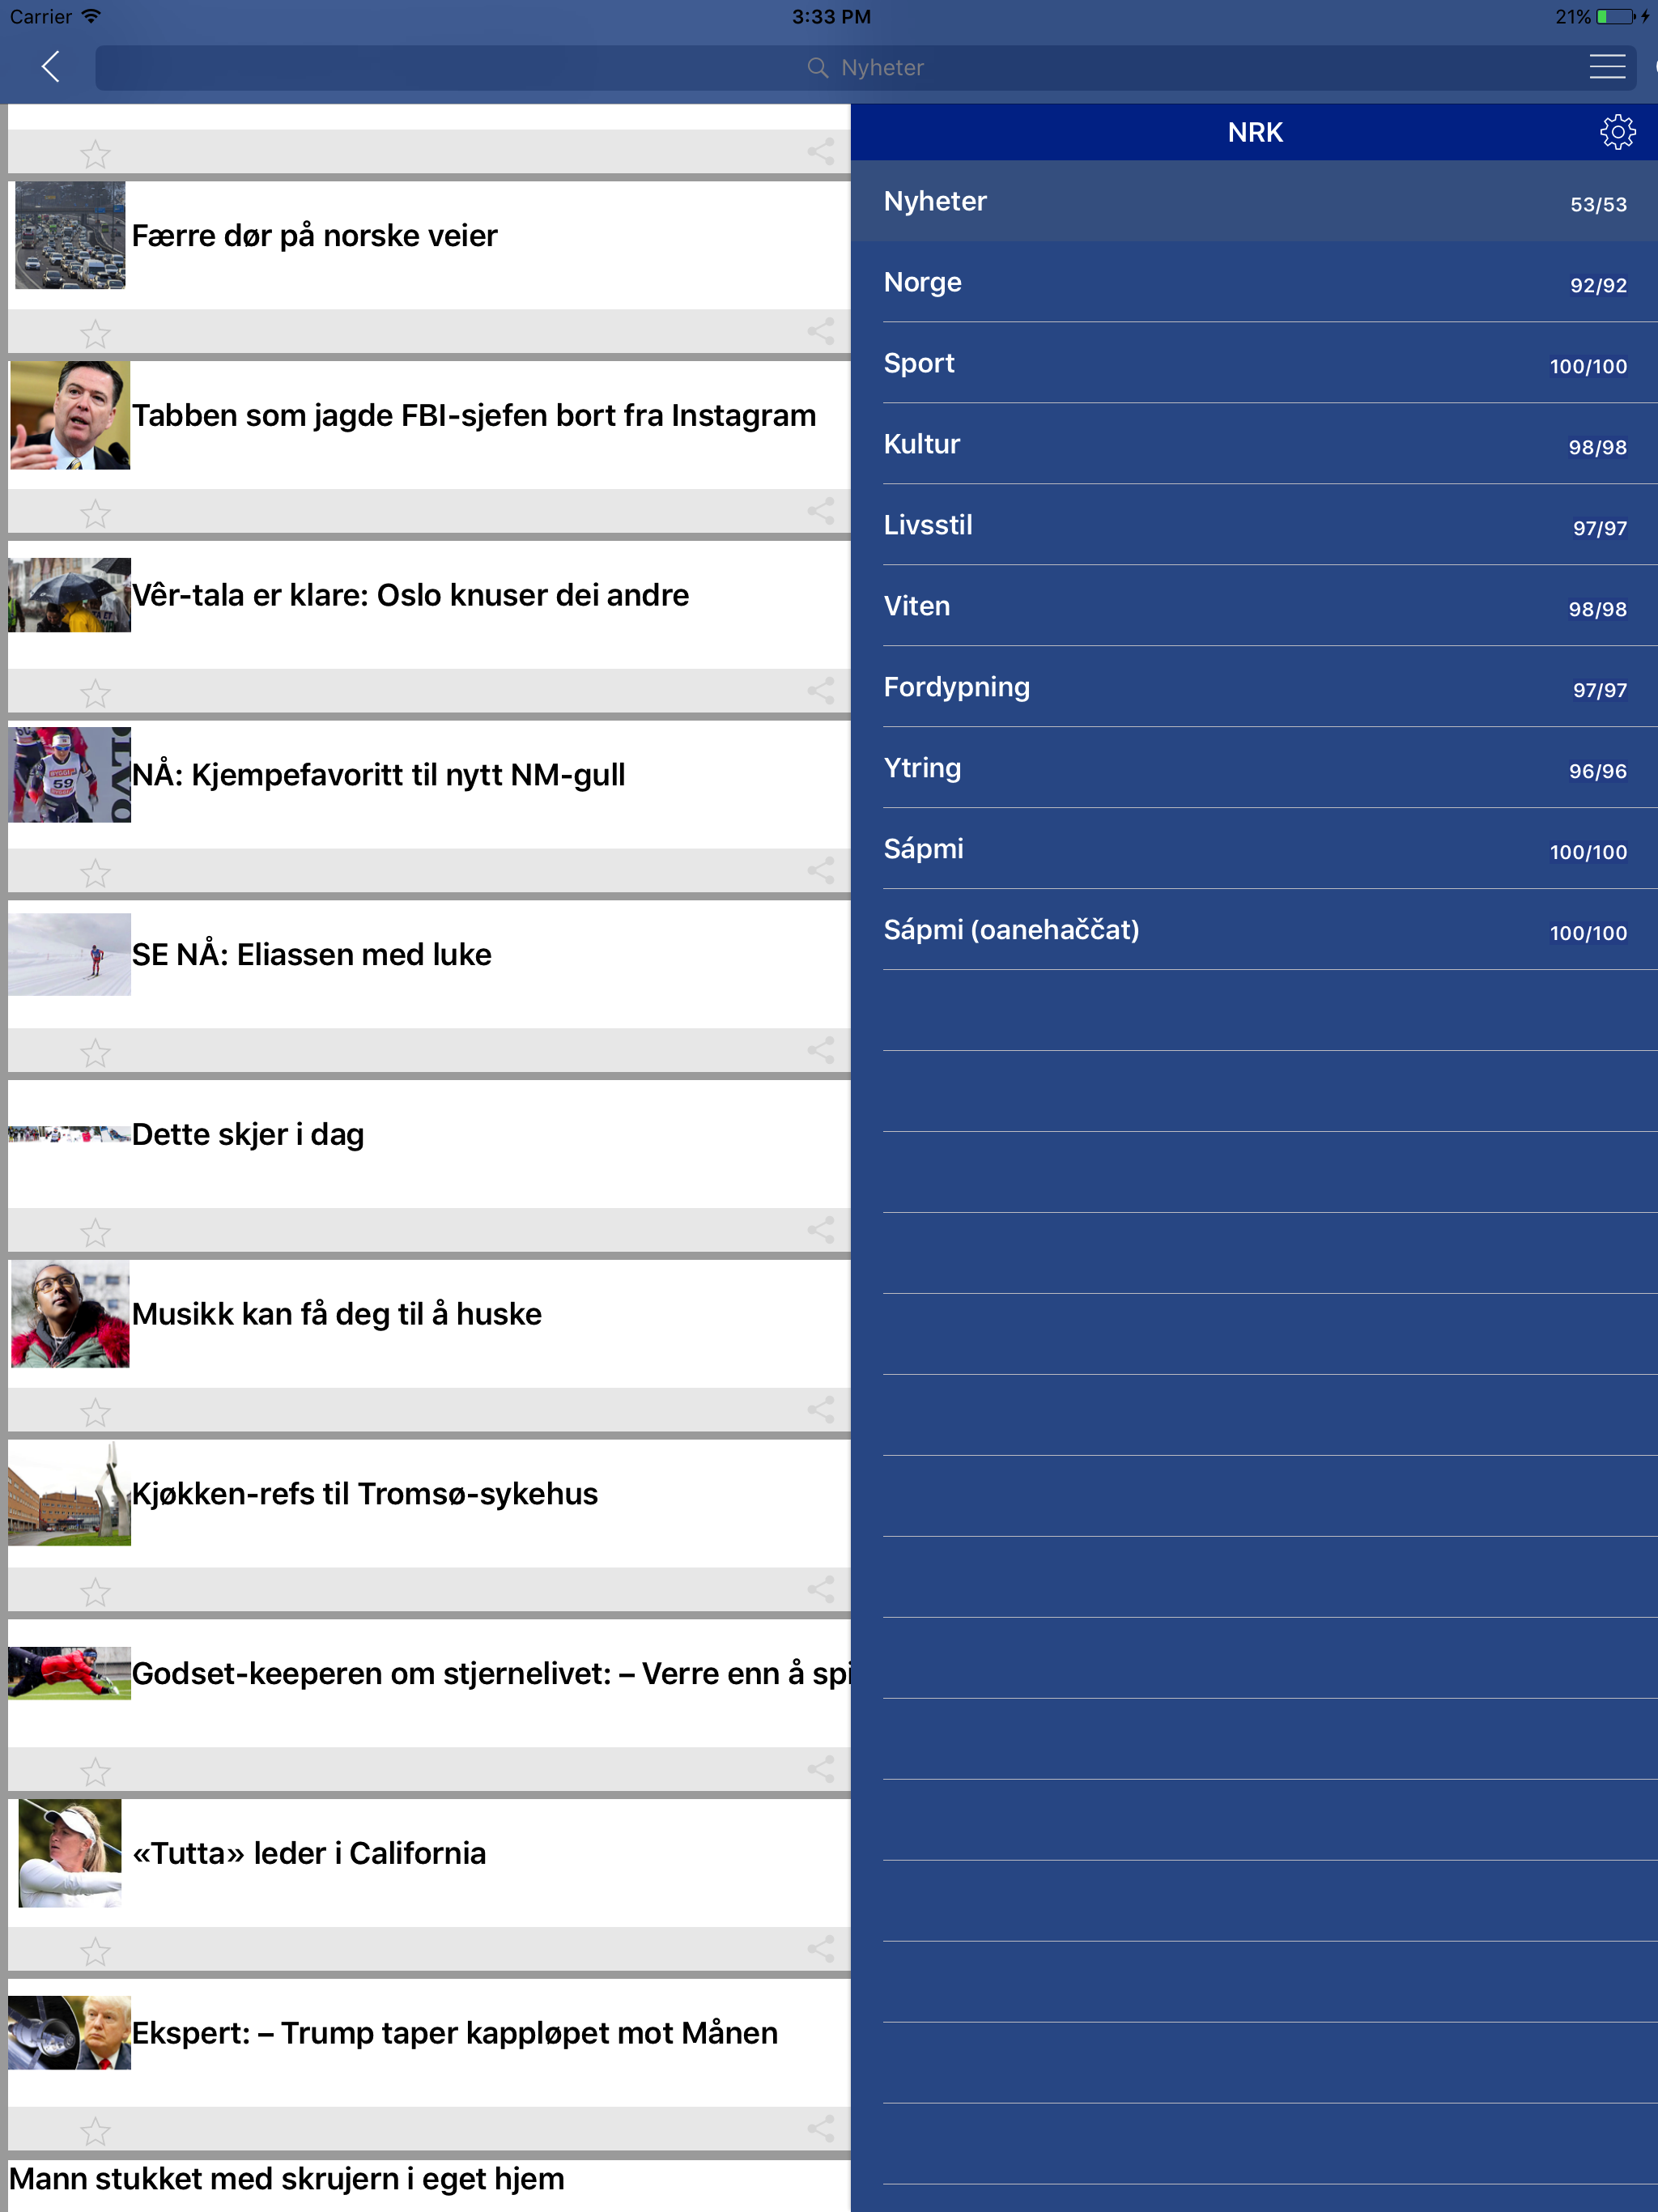 Carrier
3:33 PM
21%
Nyheter
Færre dør på norske veier
Tabben som jagde FBI-sjefen bort fra Instagram
Vêr-tala er klare: Oslo knuser dei andre
59
NÅ: Kjempefavoritt til nytt NM-gull
SE NÅ: Eliassen med luke
Dette skjer i dag
Musikk kan få deg til å huske
Kjøkken-refs til Tromsø-sykehus
Godset-keeperen om stjernelivet: – Verre enn å spi
«Tutta» leder i California
Ekspert: – Trump taper kappløpet mot Månen
Mann stukket med skrujern i eget hjem
NRK
Nyheter 53/53
Norge 92/92
Sport 100/100
Kultur 98/98
Livsstil 97/97
Viten 98/98
Fordypning 97/97
Ytring 96/96
Sápmi 100/100
Sápmi (oanehaččat) 100/100